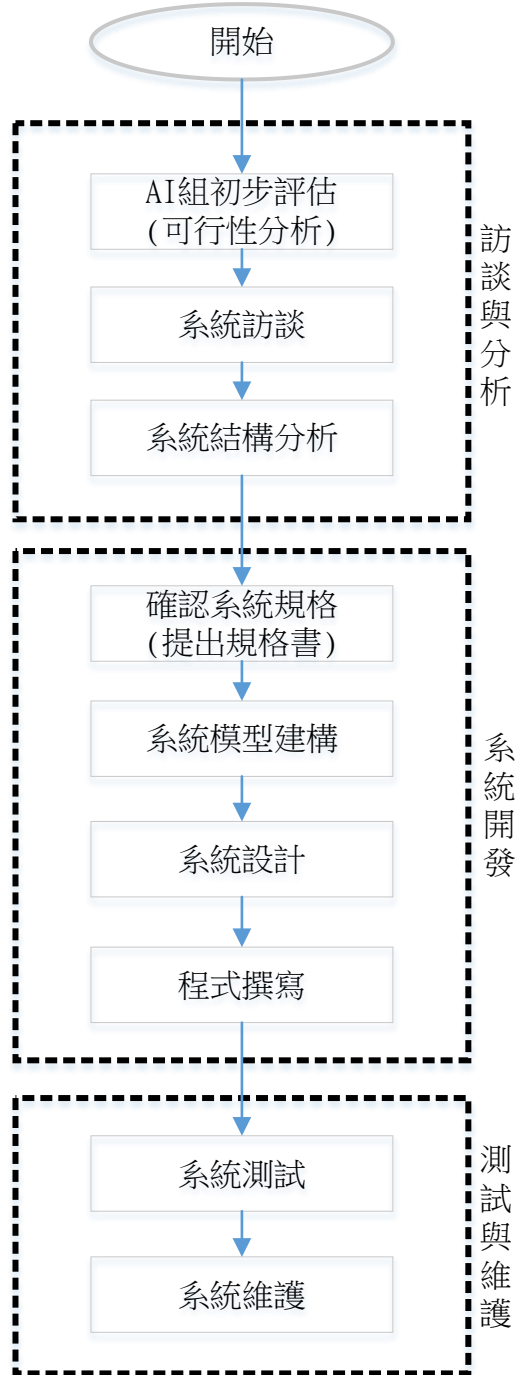 開始
AI組初步評估
(可行性分析)
系統訪談
系統結構分析
訪談與分析
確認系統規格
(提出規格書)
系統模型建構
系統設計
程式撰寫
系統開發
系統測試
系統維護
測試與維護